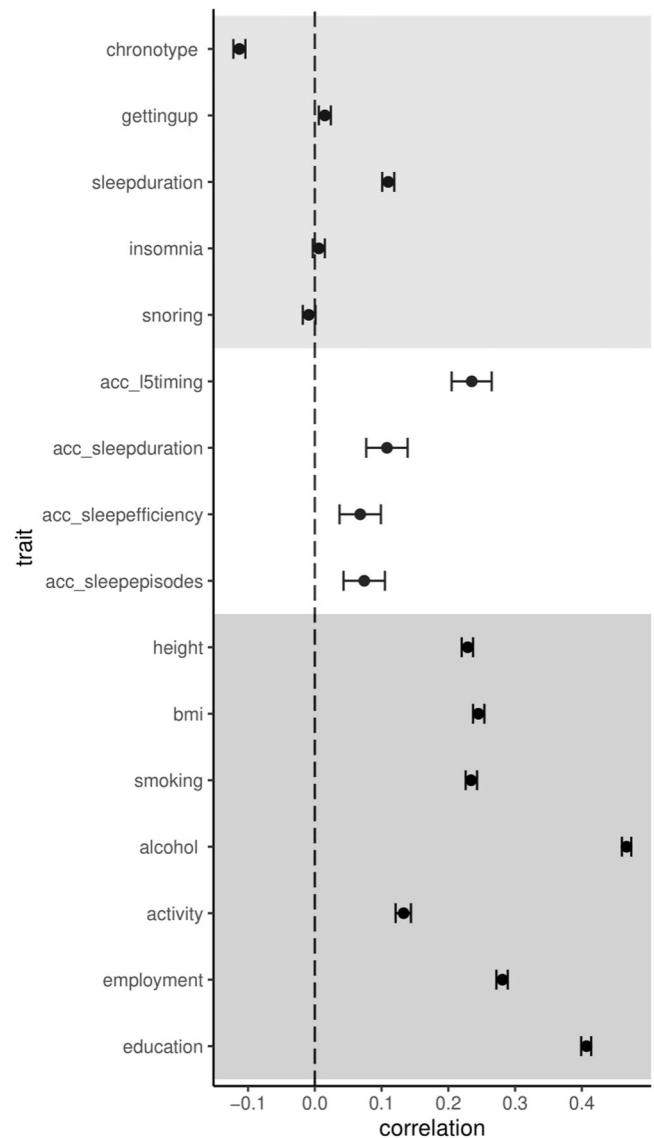 chronotype
gettingup
sleepduration
insomnia
snoring
acc_l5timing
acc_sleepduration
acc_sleepefficiency
acc_sleepepisodes
height
bmi
smoking
alcohol
activity
employment
education
trait
−0.1 0.0 0.1 0.2 0.3 0.4
correlation